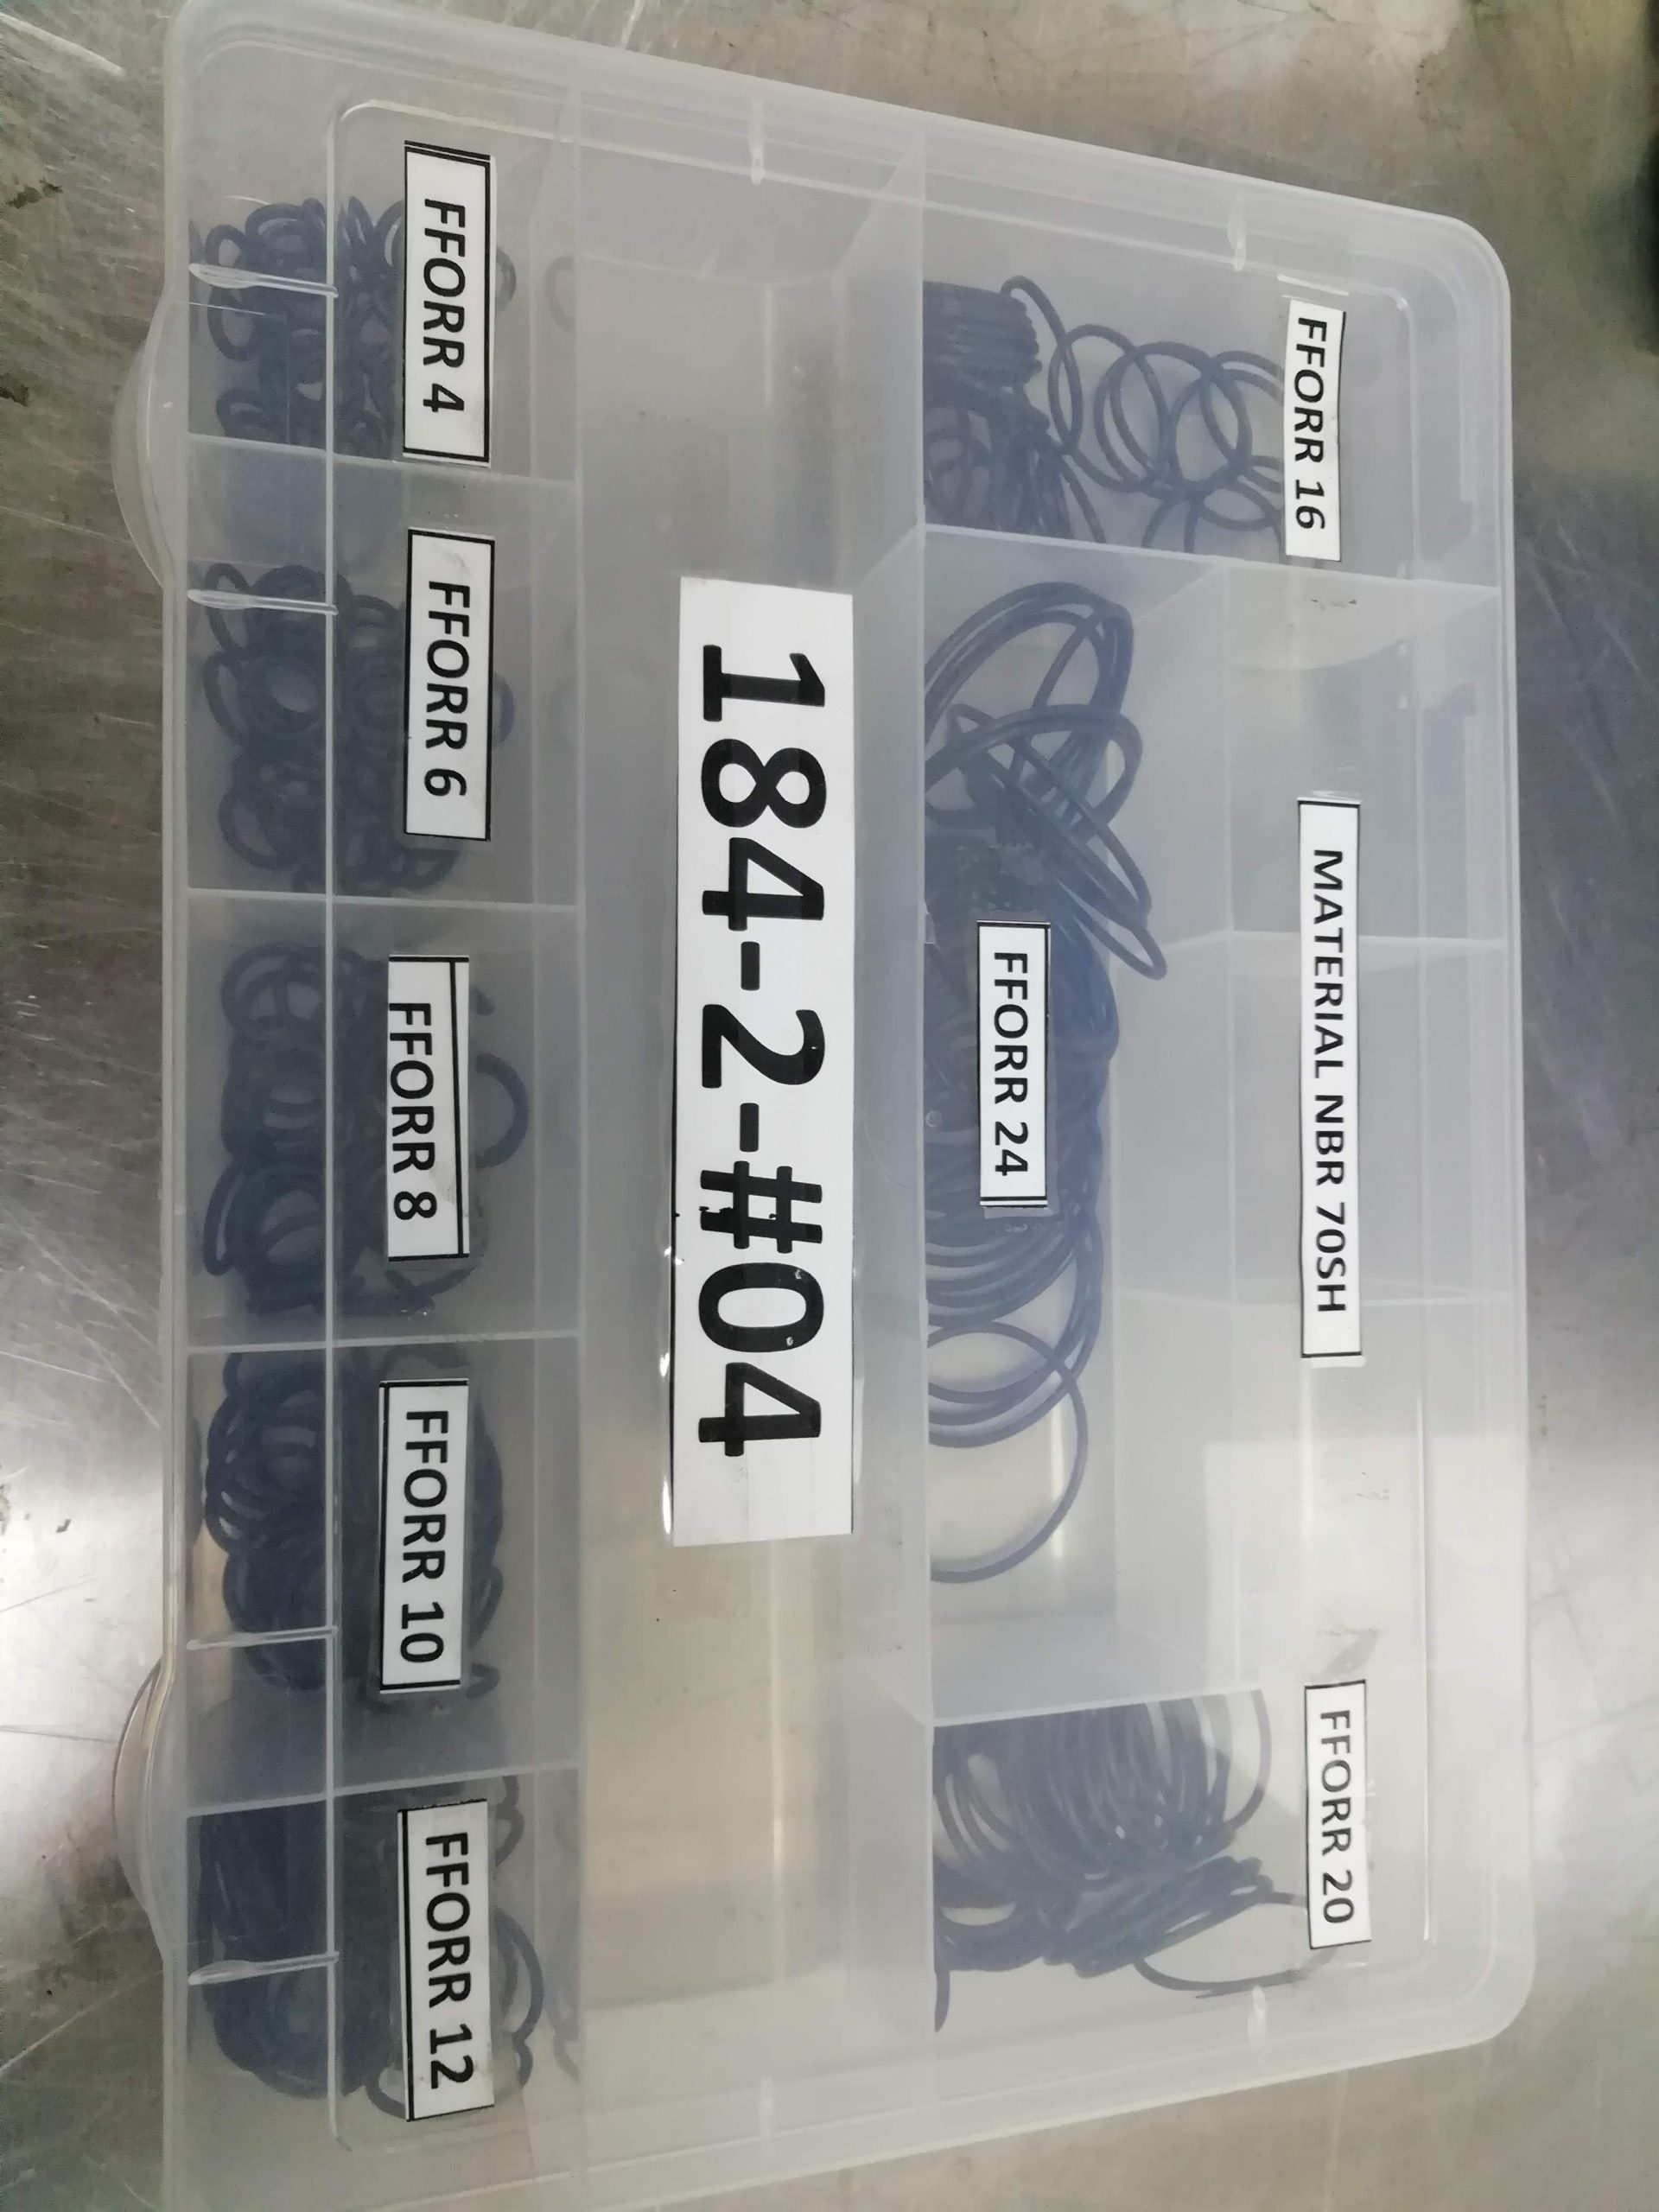 FFORR 16
MATERIAL NBR 70SH
FFORR 20
FFORR 24
184-2-#04
FFORR 4
FFORR 6
FFORR 8
FFORR 10
FFORR 12